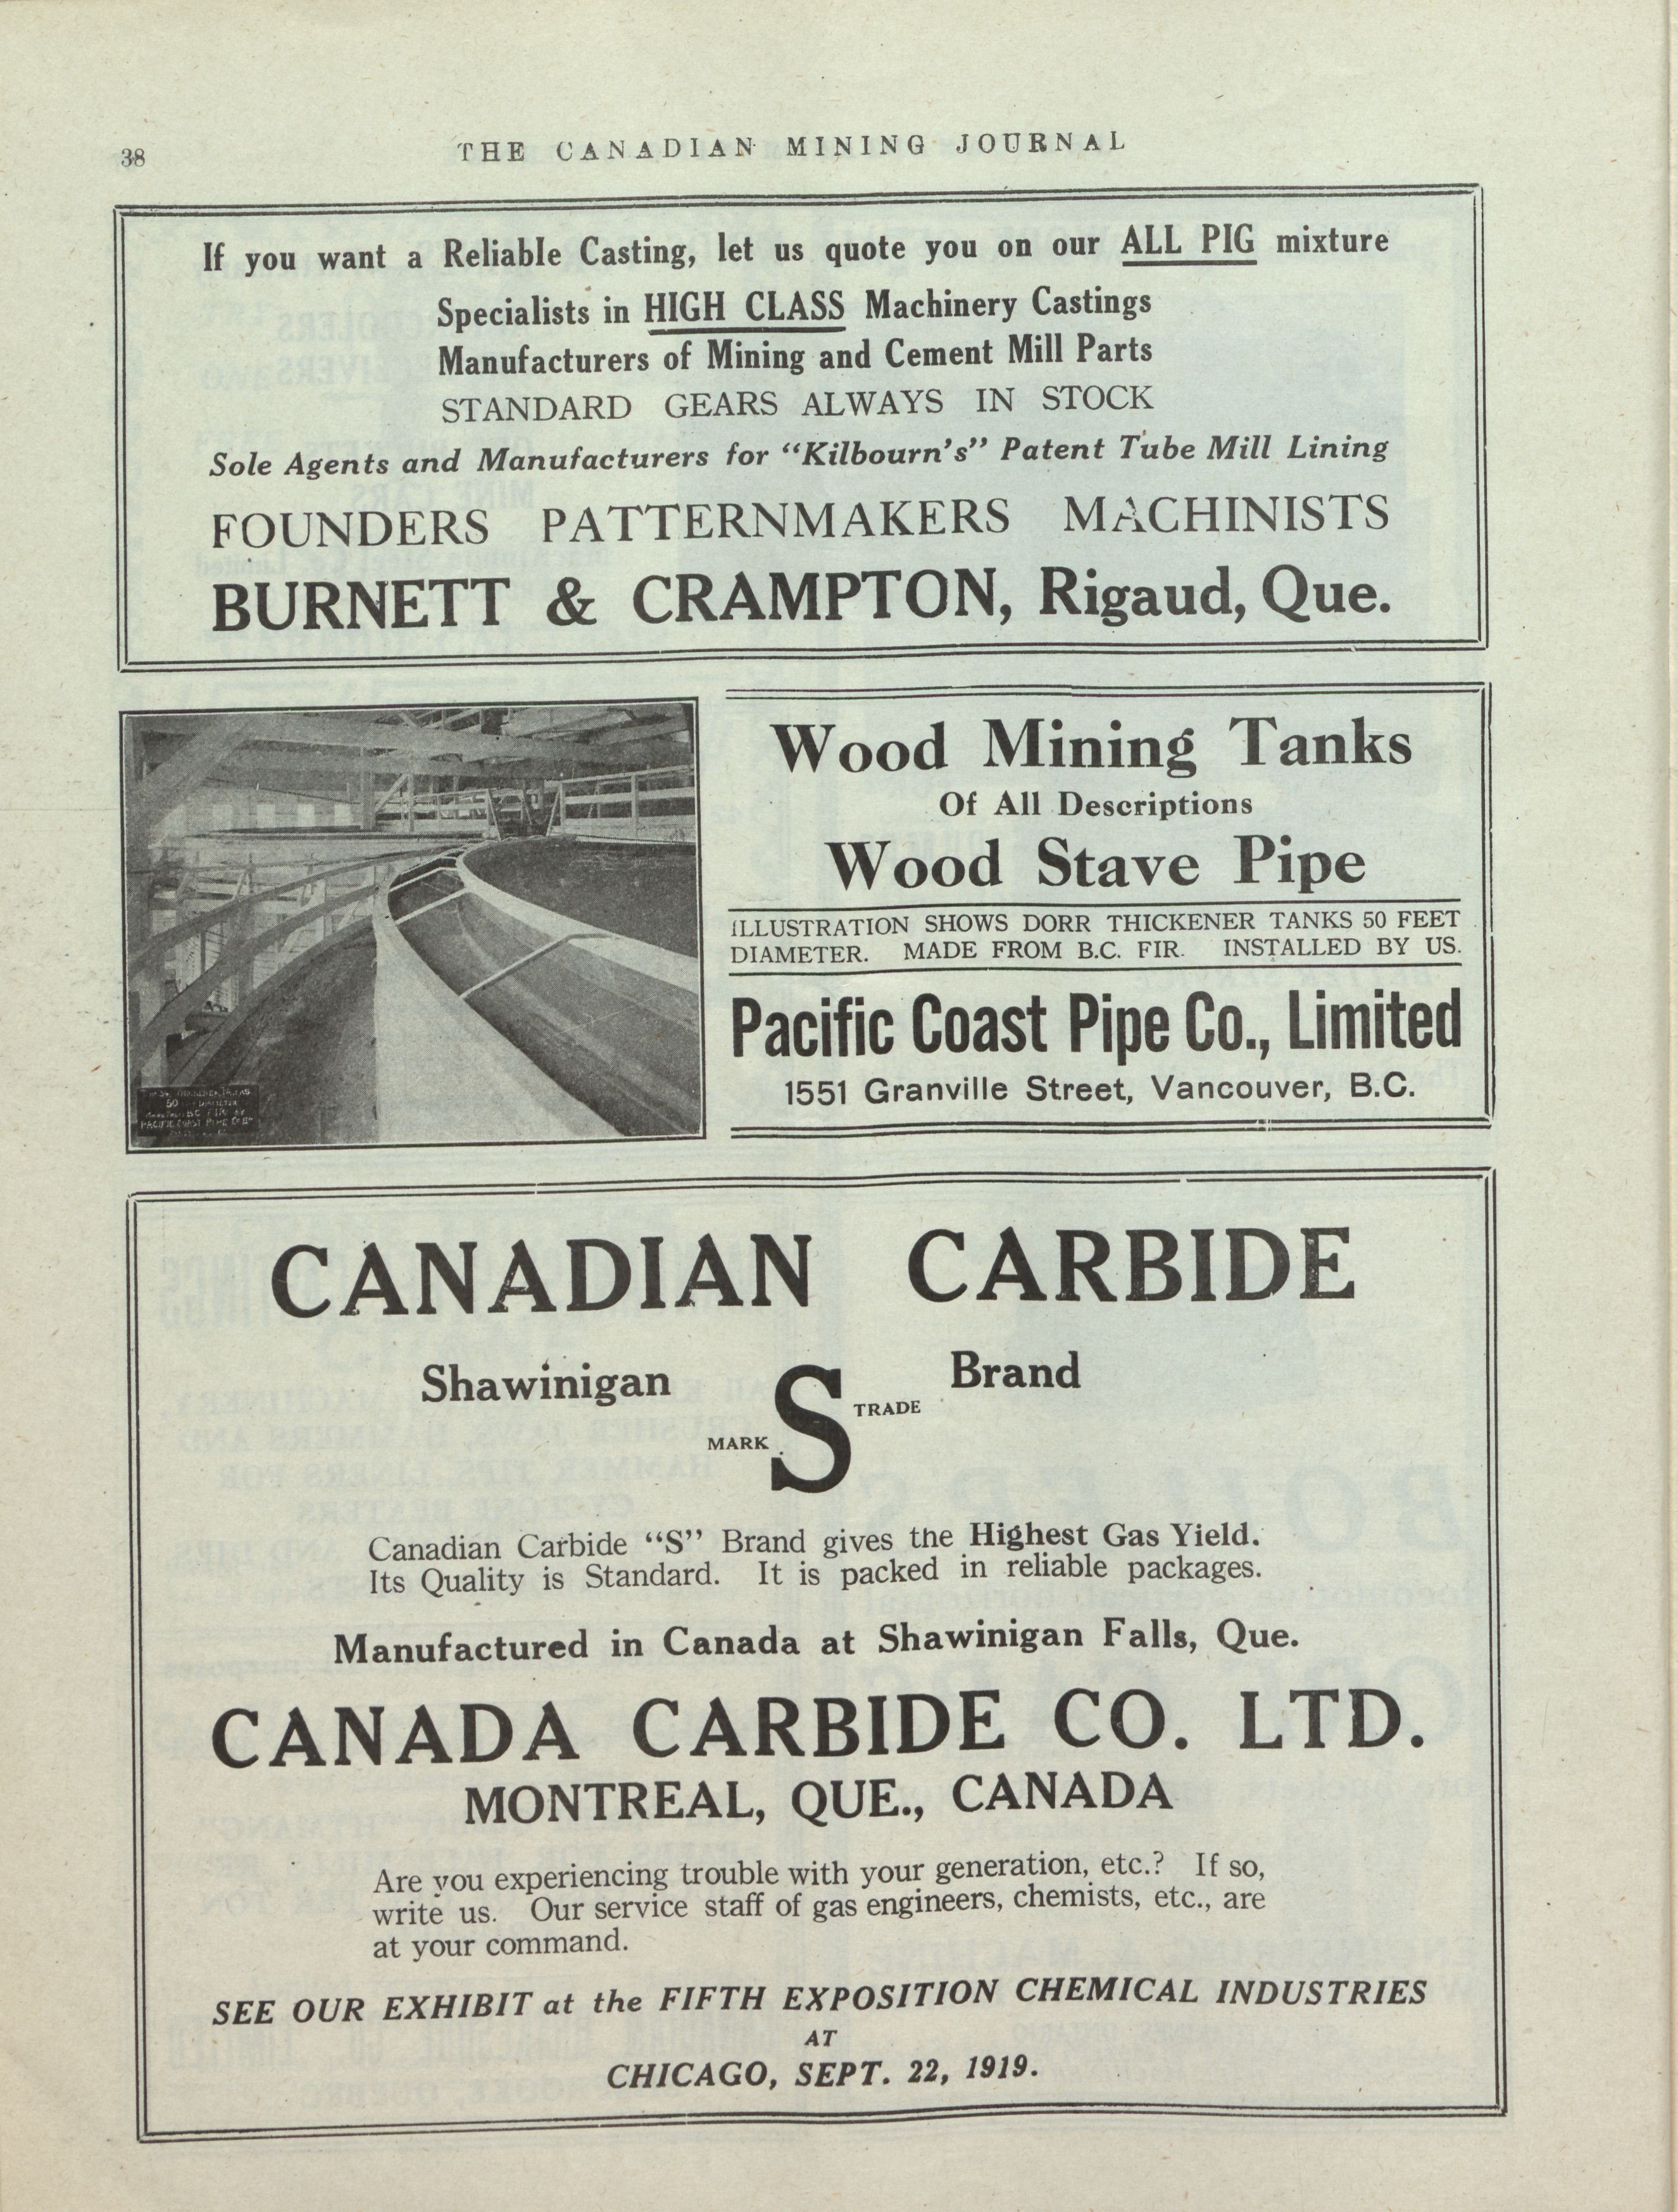 38
THE CANADIAN MINING JOURNAL
If you want a Reliable Casting, let us quote you on our ALL PIG mixture
Specialists in HIGH CLASS Machinery Castings
Manufacturers of Mining and Cement Mill Parts
STANDARD GEARS ALWAYS IN STOCK
Sole Agents and Manufacturers for "Kilbourn's" Patent Tube Mill Lining
FOUNDERS PATTERNMAKERS MACHINISTS
BURNETT & CRAMPTON, Rigaud, Que.
50
PACIFIC COAST PIPE CO
Wood Mining Tanks
Of All Descriptions
Wood Stave Pipe
ILLUSTRATION SHOWS DORR THICKENER TANKS 50 FEET
DIAMETER. MADE FROM B.C. FIR. INSTALLED BY US.
Pacific Coast Pipe Co., Limited
1551 Granville Street, Vancouver, B.C.
CANADIAN CARBIDE
Shawinigan S Brand
TRADE
MARK
Canadian Carbide "S" Brand gives the Highest Gas Yield.
Its Quality is Standard. It is packed in reliable packages.
Manufactured in Canada at Shawinigan Falls, Que.
CANADA CARBIDE CO. LTD.
MONTREAL, QUE., CANADA
Are you experiencing trouble with your generation, etc.? If so,
write us. Our service staff of gas engineers, chemists, etc., are
at your command.
SEE OUR EXHIBIT at the FIFTH EXPOSITION CHEMICAL INDUSTRIES
AT
CHICAGO, SEPT. 22, 1919.